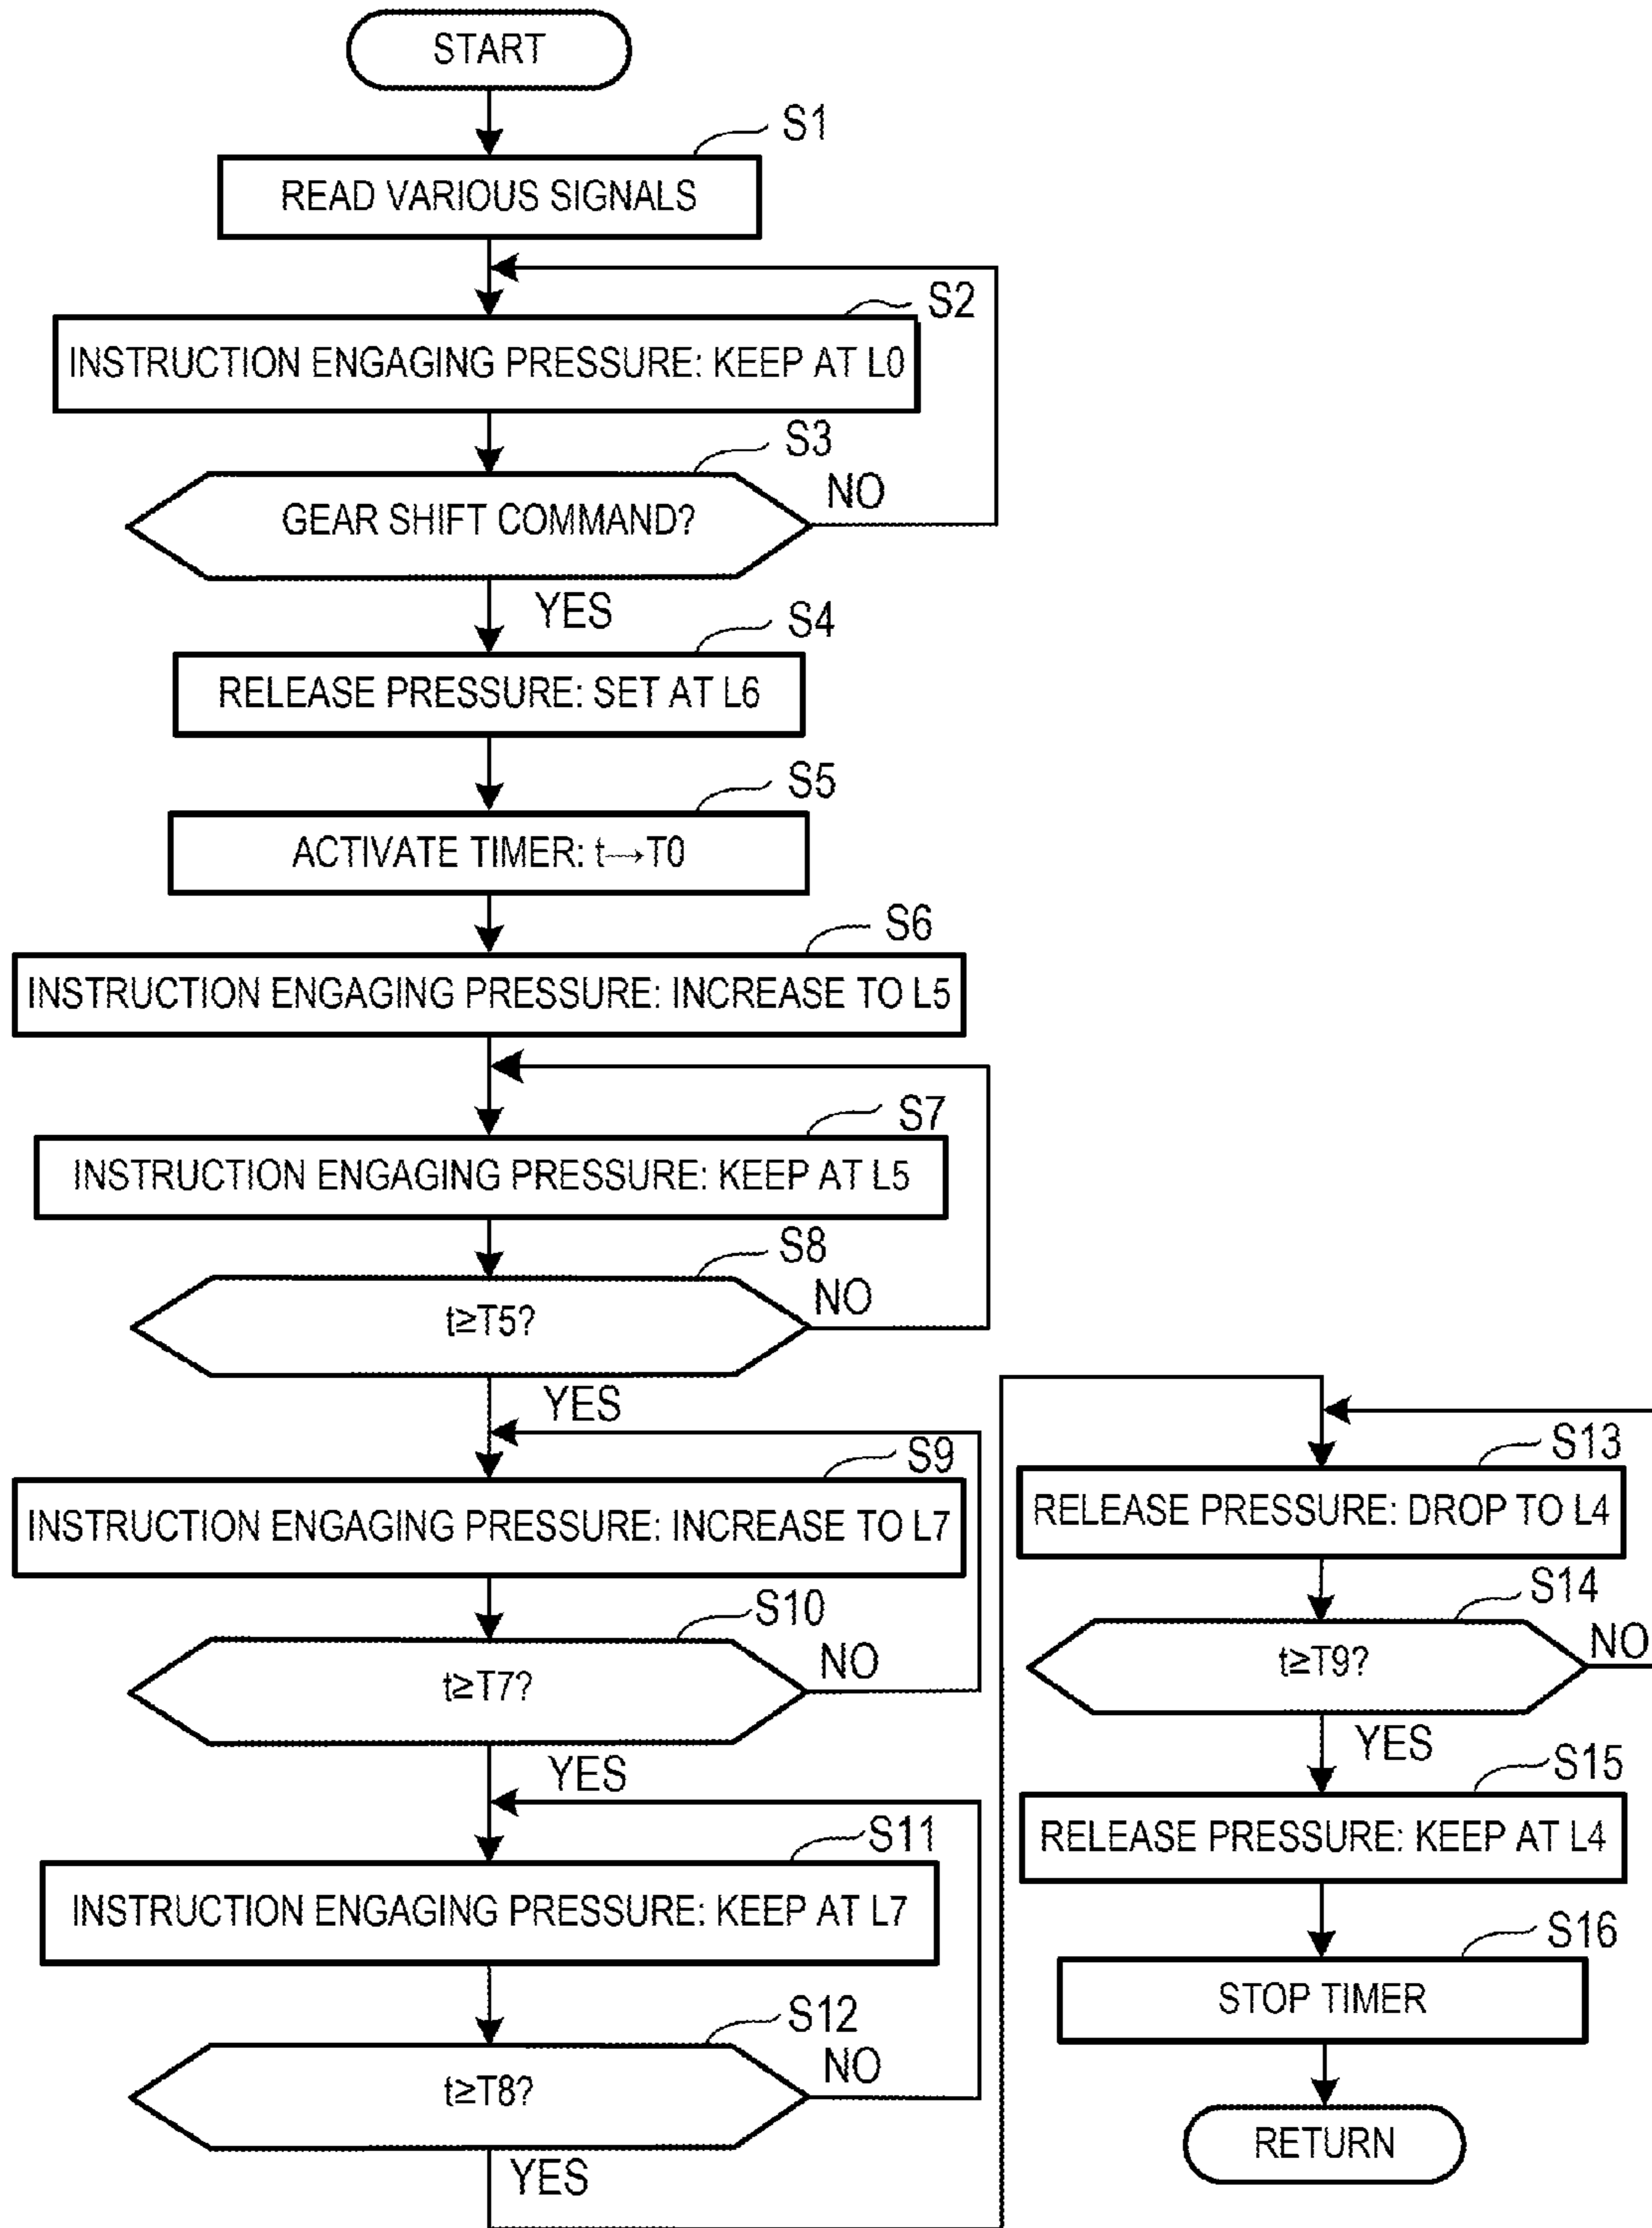 START
S1
READ VARIOUS SIGNALS
S2
INSTRUCTION ENGAGING PRESSURE: KEEP AT L0
S3
GEAR SHIFT COMMAND?
NO
YES
S4
RELEASE PRESSURE: SET AT L6
S5
ACTIVATE TIMER: t→T0
S6
INSTRUCTION ENGAGING PRESSURE: INCREASE TO L5
S7
INSTRUCTION ENGAGING PRESSURE: KEEP AT L5
S8
t≥T5?
NO
YES
S9
INSTRUCTION ENGAGING PRESSURE: INCREASE TO L7
S10
t≥T7?
NO
YES
S11
INSTRUCTION ENGAGING PRESSURE: KEEP AT L7
S12
t≥T8?
NO
YES
S13
RELEASE PRESSURE: DROP TO L4
S14
t≥T9?
NO
YES
S15
RELEASE PRESSURE: KEEP AT L4
S16
STOP TIMER
RETURN